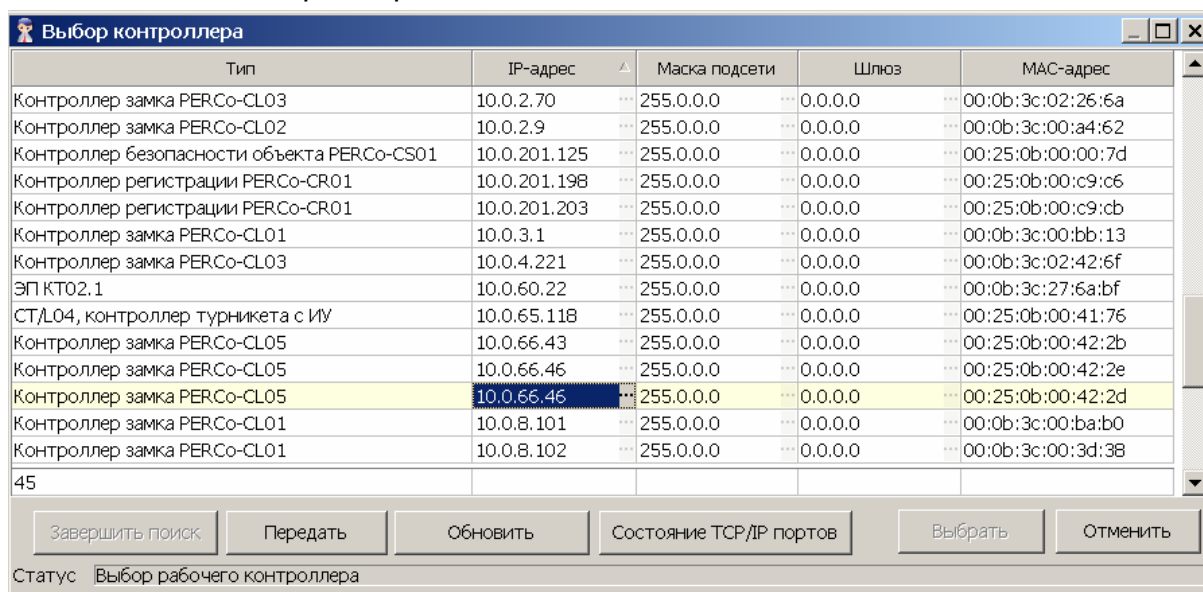 Выбор контроллера
Тип IP-адрес Маска подсети Шлюз MAC-адрес
Контроллер замка PERCo-CL03 10.0.2.70 ... 255.0.0.0 ... 0.0.0.0 ... 00:0b:3c:02:26:6a
Контроллер замка PERCo-CL02 10.0.2.9 ... 255.0.0.0 ... 0.0.0.0 ... 00:0b:3c:00:a4:62
Контроллер безопасности объекта PERCo-CS01 10.0.201.125 ... 255.0.0.0 ... 0.0.0.0 ... 00:25:0b:00:00:7d
Контроллер регистрации PERCo-CR01 10.0.201.198 ... 255.0.0.0 ... 0.0.0.0 ... 00:25:0b:00:c9:c6
Контроллер регистрации PERCo-CR01 10.0.201.203 ... 255.0.0.0 ... 0.0.0.0 ... 00:25:0b:00:c9:cb
Контроллер замка PERCo-CL01 10.0.3.1 ... 255.0.0.0 ... 0.0.0.0 ... 00:0b:3c:00:bb:13
Контроллер замка PERCo-CL03 10.0.4.221 ... 255.0.0.0 ... 0.0.0.0 ... 00:0b:3c:02:42:6f
ЭП КТ02.1 10.0.60.22 ... 255.0.0.0 ... 0.0.0.0 ... 00:0b:3c:27:6a:bf
CT/L04, контроллер турникета с ИУ 10.0.65.118 ... 255.0.0.0 ... 0.0.0.0 ... 00:25:0b:00:41:76
Контроллер замка PERCo-CL05 10.0.66.43 ... 255.0.0.0 ... 0.0.0.0 ... 00:25:0b:00:42:2b
Контроллер замка PERCo-CL05 10.0.66.46 ... 255.0.0.0 ... 0.0.0.0 ... 00:25:0b:00:42:2e
Контроллер замка PERCo-CL05 10.0.66.46 ... 255.0.0.0 ... 0.0.0.0 ... 00:25:0b:00:42:2d
Контроллер замка PERCo-CL01 10.0.8.101 ... 255.0.0.0 ... 0.0.0.0 ... 00:0b:3c:00:ba:b0
Контроллер замка PERCo-CL01 10.0.8.102 ... 255.0.0.0 ... 0.0.0.0 ... 00:0b:3c:00:3d:38
45
Завершить поиск Передать Обновить Состояние TCP/IP портов Выбрать Отменить
Статус Выбор рабочего контроллера